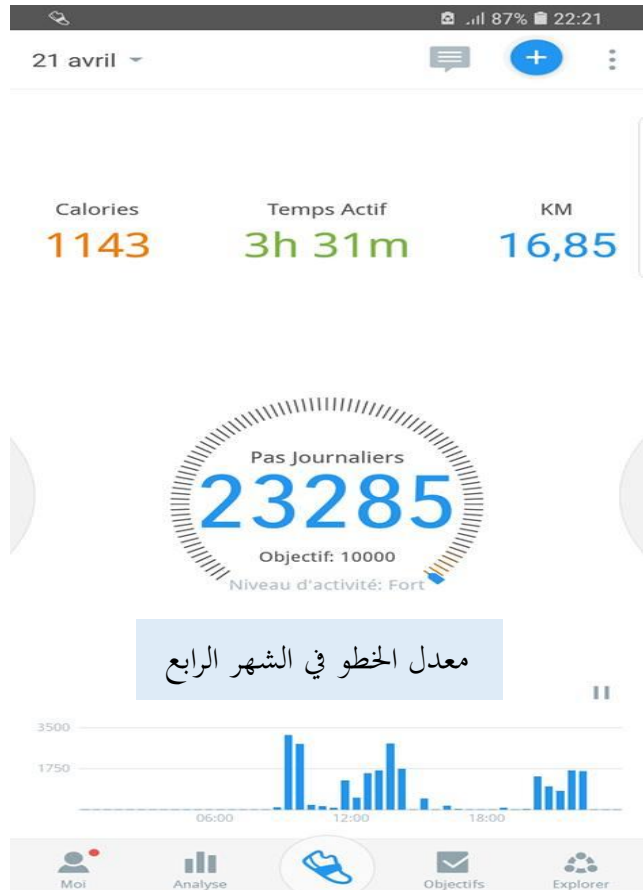 87% 22:21
21 avril
Calories
Temps Actif
KM
1143
3h 31m
16,85
Pas Journaliers
23285
Objectif: 10000
Niveau d'activité: Fort
معدل الخطو في الشهر الرابع
3500
1750
06:00
12:00
18:00
Moi
Analyse
Objectifs
Explorer